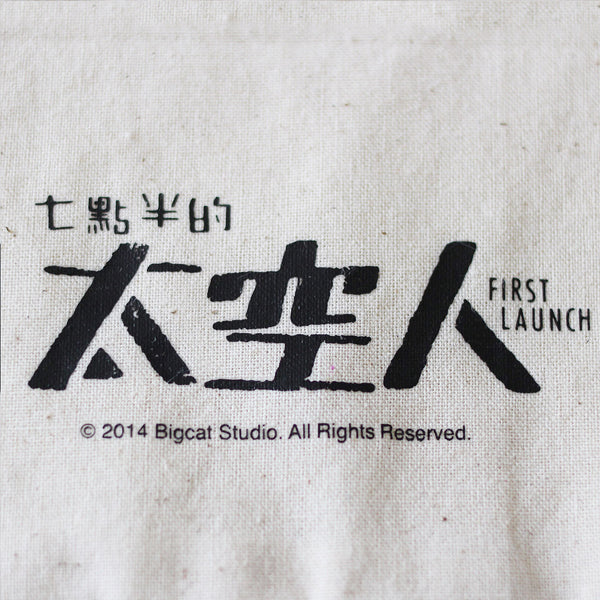 七點半的
太空人
FIRST
LAUNCH
© 2014 Bigcat Studio. All Rights Reserved.